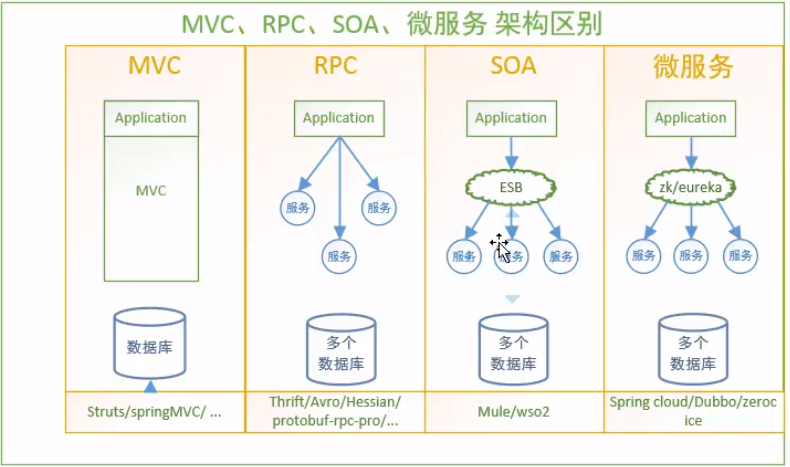 MVC、RPC、SOA、微服务 架构区别
MVC
Application
MVC
数据库
Struts/springMVC/ ...
RPC
Application
服务
服务
服务
多个
数据库
Thrift/Avro/Hessian/
protobuf-rpc-pro/...
SOA
Application
ESB
服务
服务
服务
多个
数据库
Mule/wso2
微服务
Application
zk/eureka
服务
服务
服务
多个
数据库
Spring cloud/Dubbo/zeroc
ice